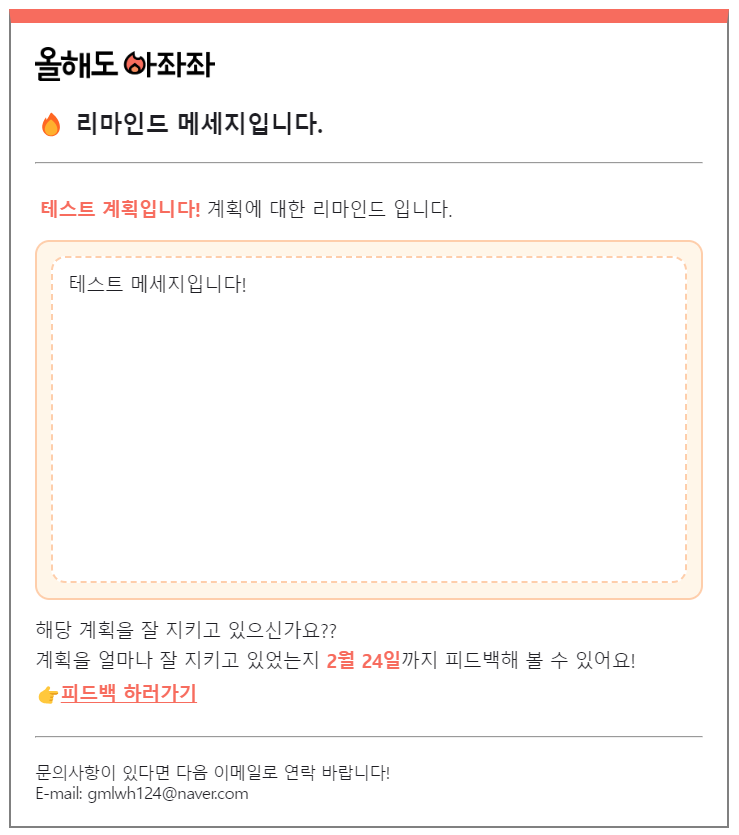 올해도 아좌좌
🔥 리마인드 메세지입니다.
테스트 계획입니다! 계획에 대한 리마인드 입니다.
테스트 메세지입니다!
해당 계획을 잘 지키고 있으신가요??
계획을 얼마나 잘 지키고 있었는지 2월 24일까지 피드백해 볼 수 있어요!
👉피드백 하러가기
문의사항이 있다면 다음 이메일로 연락 바랍니다!
E-mail: gmlwh124@naver.com